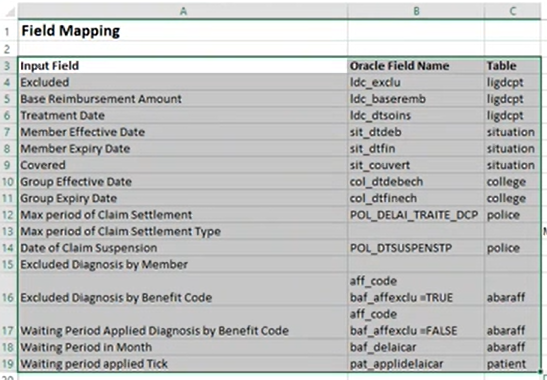 A B C
1 Field Mapping
2
3 Input Field Oracle Field Name Table
4 Excluded ldc_exclu ligdcpt
5 Base Reimbursement Amount ldc_baseremb ligdcpt
6 Treatment Date ldc_dtsoins ligdcpt
7 Member Effective Date sit_dtdeb situation
8 Member Expiry Date sit_dtfin situation
9 Covered sit_couvert situation
10 Group Effective Date col_dtdebech college
11 Group Expiry Date col_dtfinech college
12 Max period of Claim Settlement POL_DELAI_TRAITE_DCP police
13 Max period of Claim Settlement Type
14 Date of Claim Suspension POL_DTSUSPENSTP police
15 Excluded Diagnosis by Member
aff_code
16 Excluded Diagnosis by Benefit Code baf_affexclu =TRUE abaraff
aff_code
17 Waiting Period Applied Diagnosis by Benefit Code baf_affexclu =FALSE abaraff
18 Waiting Period in Month baf_delaicar abaraff
19 Waiting period applied Tick pat_applidelaicar patient